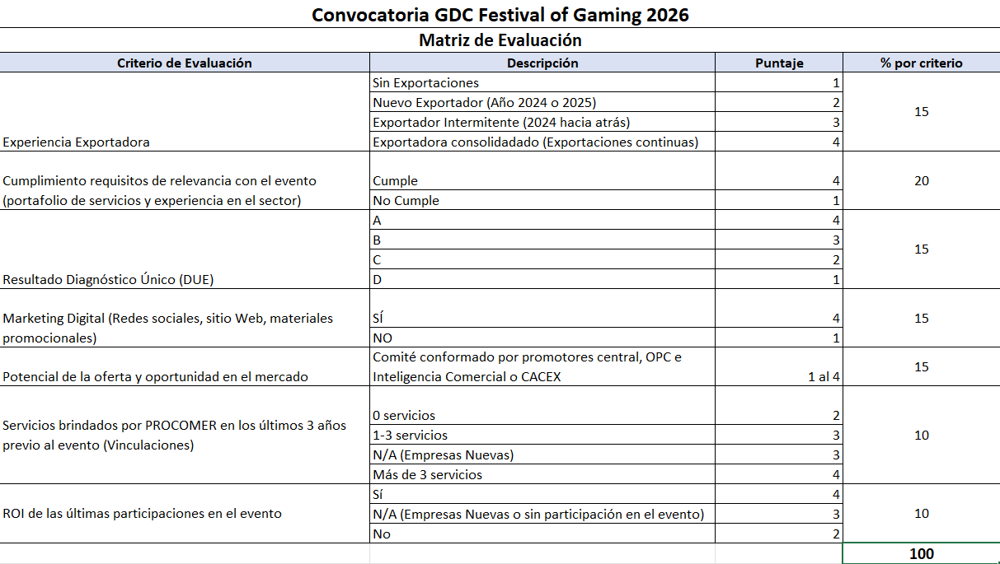 Convocatoria GDC Festival of Gaming 2026
Matriz de Evaluación
Criterio de Evaluación Descripción Puntaje % por criterio
Sin Exportaciones 1
Nuevo Exportador (Año 2024 o 2025) 2
15
Exportador Intermitente (2024 hacia atrás) 3
Experiencia Exportadora Exportadora consolidadado (Exportaciones continuas) 4
Cumplimiento requisitos de relevancia con el evento Cumple 4 20
(portafolio de servicios y experiencia en el sector) No Cumple 1
A 4
B 3
15
C 2
Resultado Diagnóstico Único (DUE) D 1
Marketing Digital (Redes sociales, sitio Web, materiales SÍ 4 15
promocionales) NO 1
Comité conformado por promotores central, OPC e
15
Potencial de la oferta y oportunidad en el mercado Inteligencia Comercial o CACEX 1 al 4
0 servicios 2
Servicios brindados por PROCOMER en los últimos 3 años
1-3 servicios 3 10
previo al evento (Vinculaciones)
N/A (Empresas Nuevas) 3
Más de 3 servicios 4
Sí 4
ROI de las últimas participaciones en el evento N/A (Empresas Nuevas o sin participación en el evento) 3 10
No 2
100